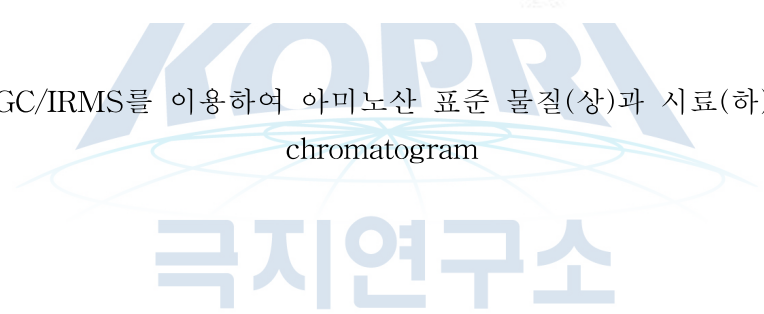 KOPRI
GC/IRMS를 이용하여 아미노산 표준 물질(상)과 시료(하)
chromatogram
극지연구소